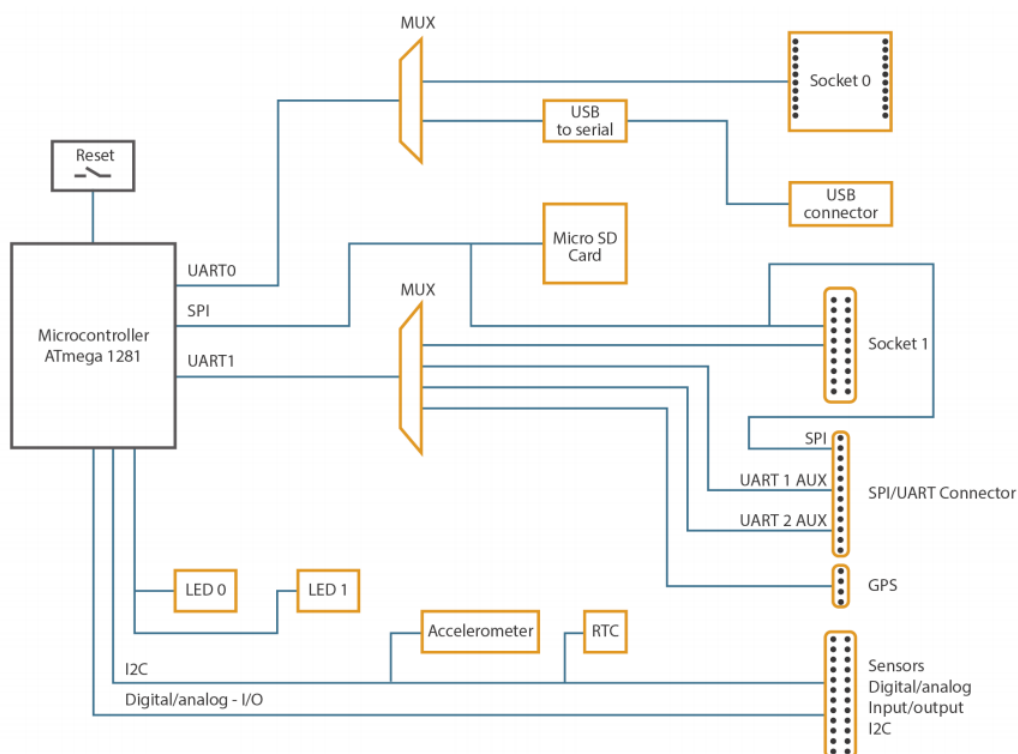 MUX
Socket 0
USB
to serial
Reset
USB
connector
Micro SD
Card
UART0
MUX
SPI
Microcontroller
ATmega 1281
Socket 1
UART1
SPI
UART 1 AUX
SPI/UART Connector
UART 2 AUX
GPS
LED 0
LED 1
Accelerometer
RTC
I2C
Sensors
Digital/analog
Input/output
I2C
Digital/analog - I/O